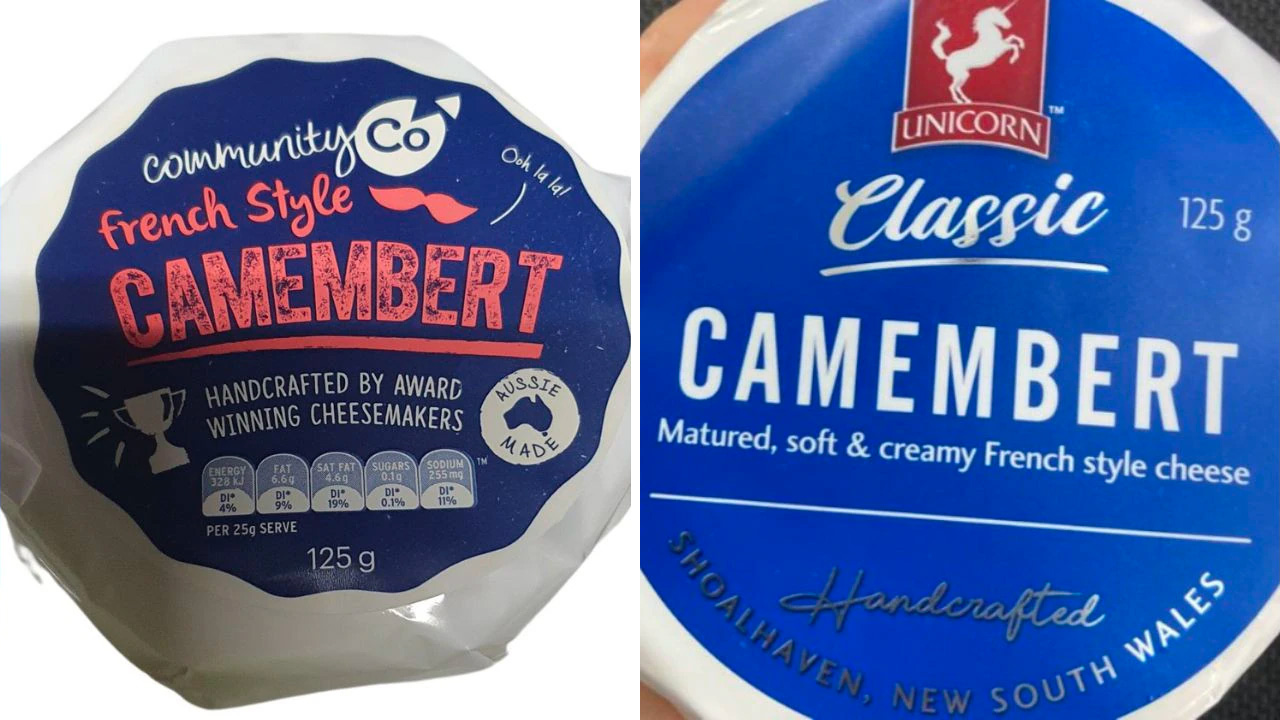 community Co
Ooh la la!
French Style
CAMEMBERT
HANDCRAFTED BY AWARD
WINNING CHEESEMAKERS
AUSSIE
MADE
ENERGY FAT SAT FAT SUGARS SODIUM
328 kJ 6.6g 4.6g 0.1g 255mg
DI* DI* DI* DI* DI*
4% 9% 19% 0.1% 11%
TM
PER 25g SERVE
125 g
UNICORN TM
Classic
125 g
CAMEMBERT
Matured, soft & creamy French style cheese
Handcrafted
SHOALHAVEN, NEW SOUTH WALES